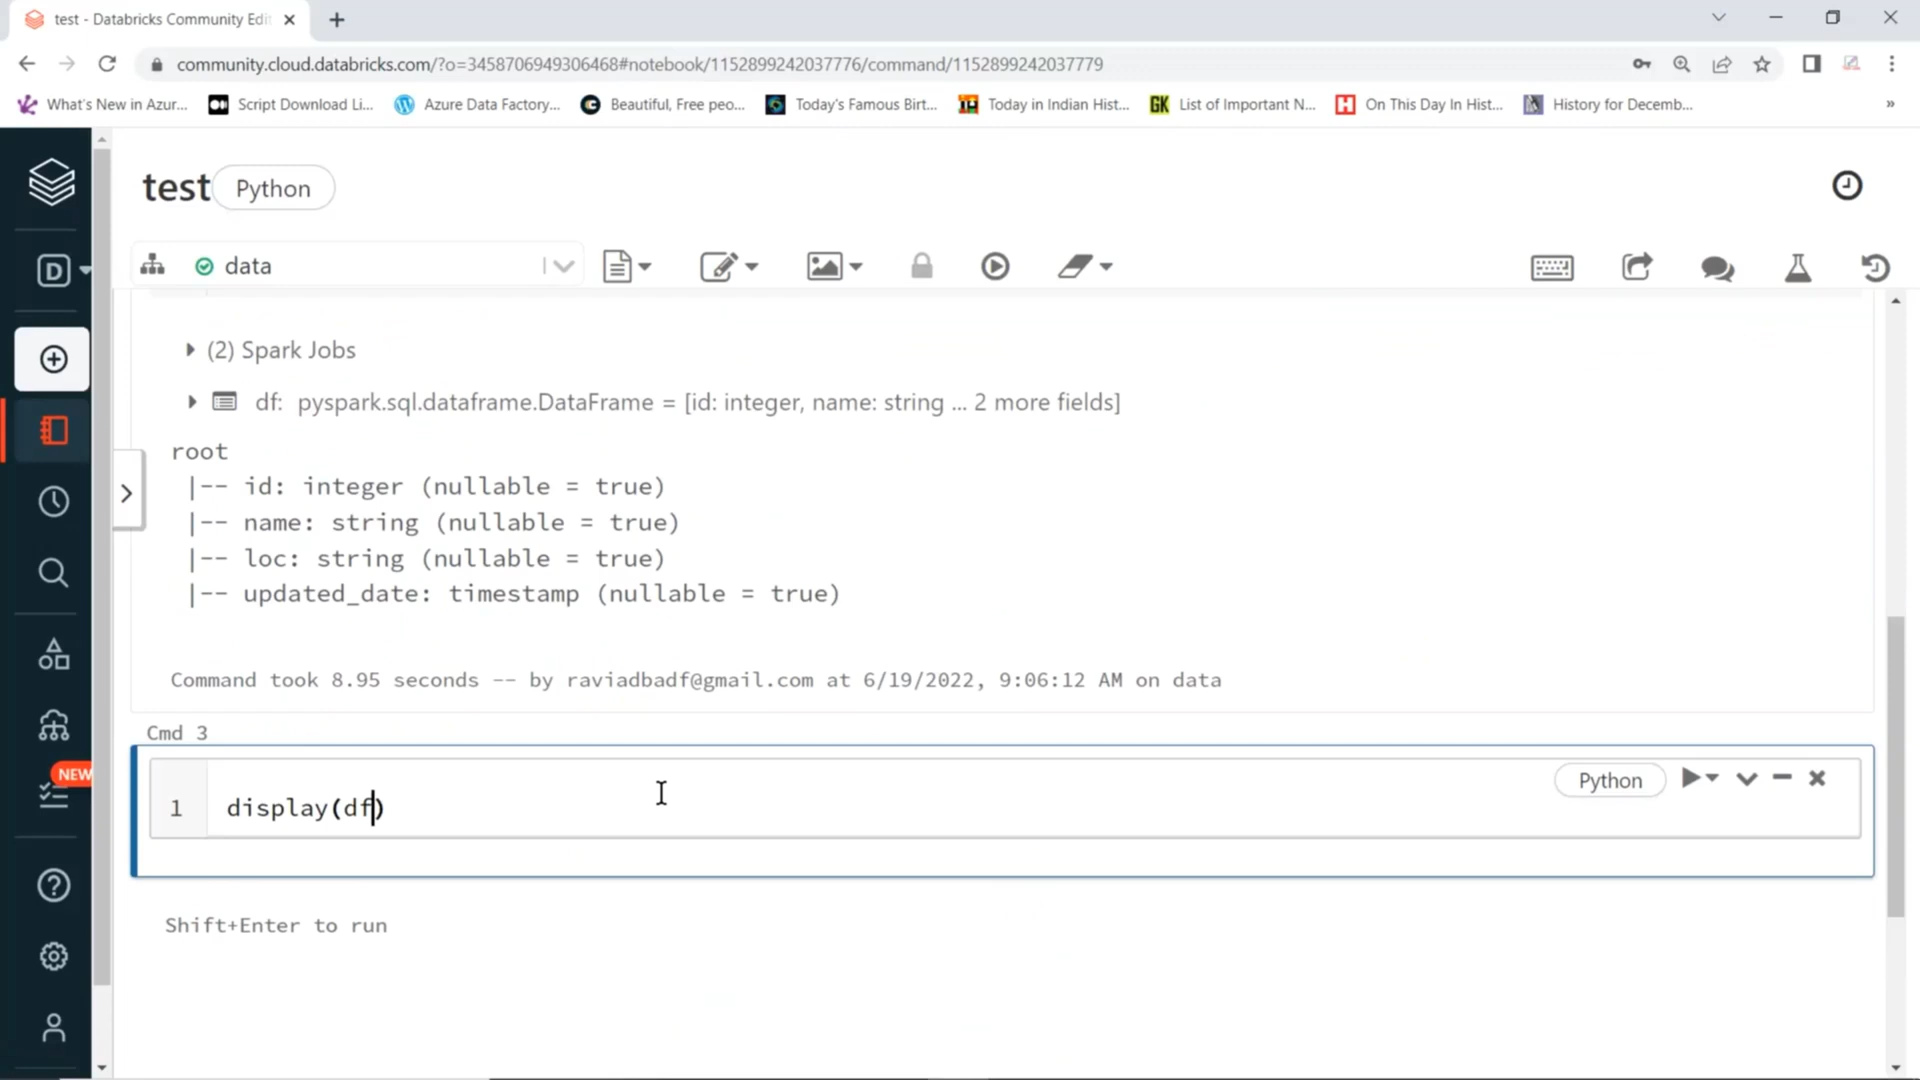 test - Databricks Community Edit
community.cloud.databricks.com/?o=3458706949306468#notebook/1152899242037776/command/1152899242037779
What's New in Azur... Script Download Li... Azure Data Factory... Beautiful, Free peo... Today's Famous Birt... Today in Indian Hist... GK List of Important N... H On This Day In Hist... History for Decemb... »
test Python
D
data
(2) Spark Jobs
df: pyspark.sql.dataframe.DataFrame = [id: integer, name: string ... 2 more fields]
root
|-- id: integer (nullable = true)
|-- name: string (nullable = true)
|-- loc: string (nullable = true)
|-- updated_date: timestamp (nullable = true)
Command took 8.95 seconds -- by raviadbadf@gmail.com at 6/19/2022, 9:06:12 AM on data
Cmd 3
NEW
Python
1 display(df)
Shift+Enter to run